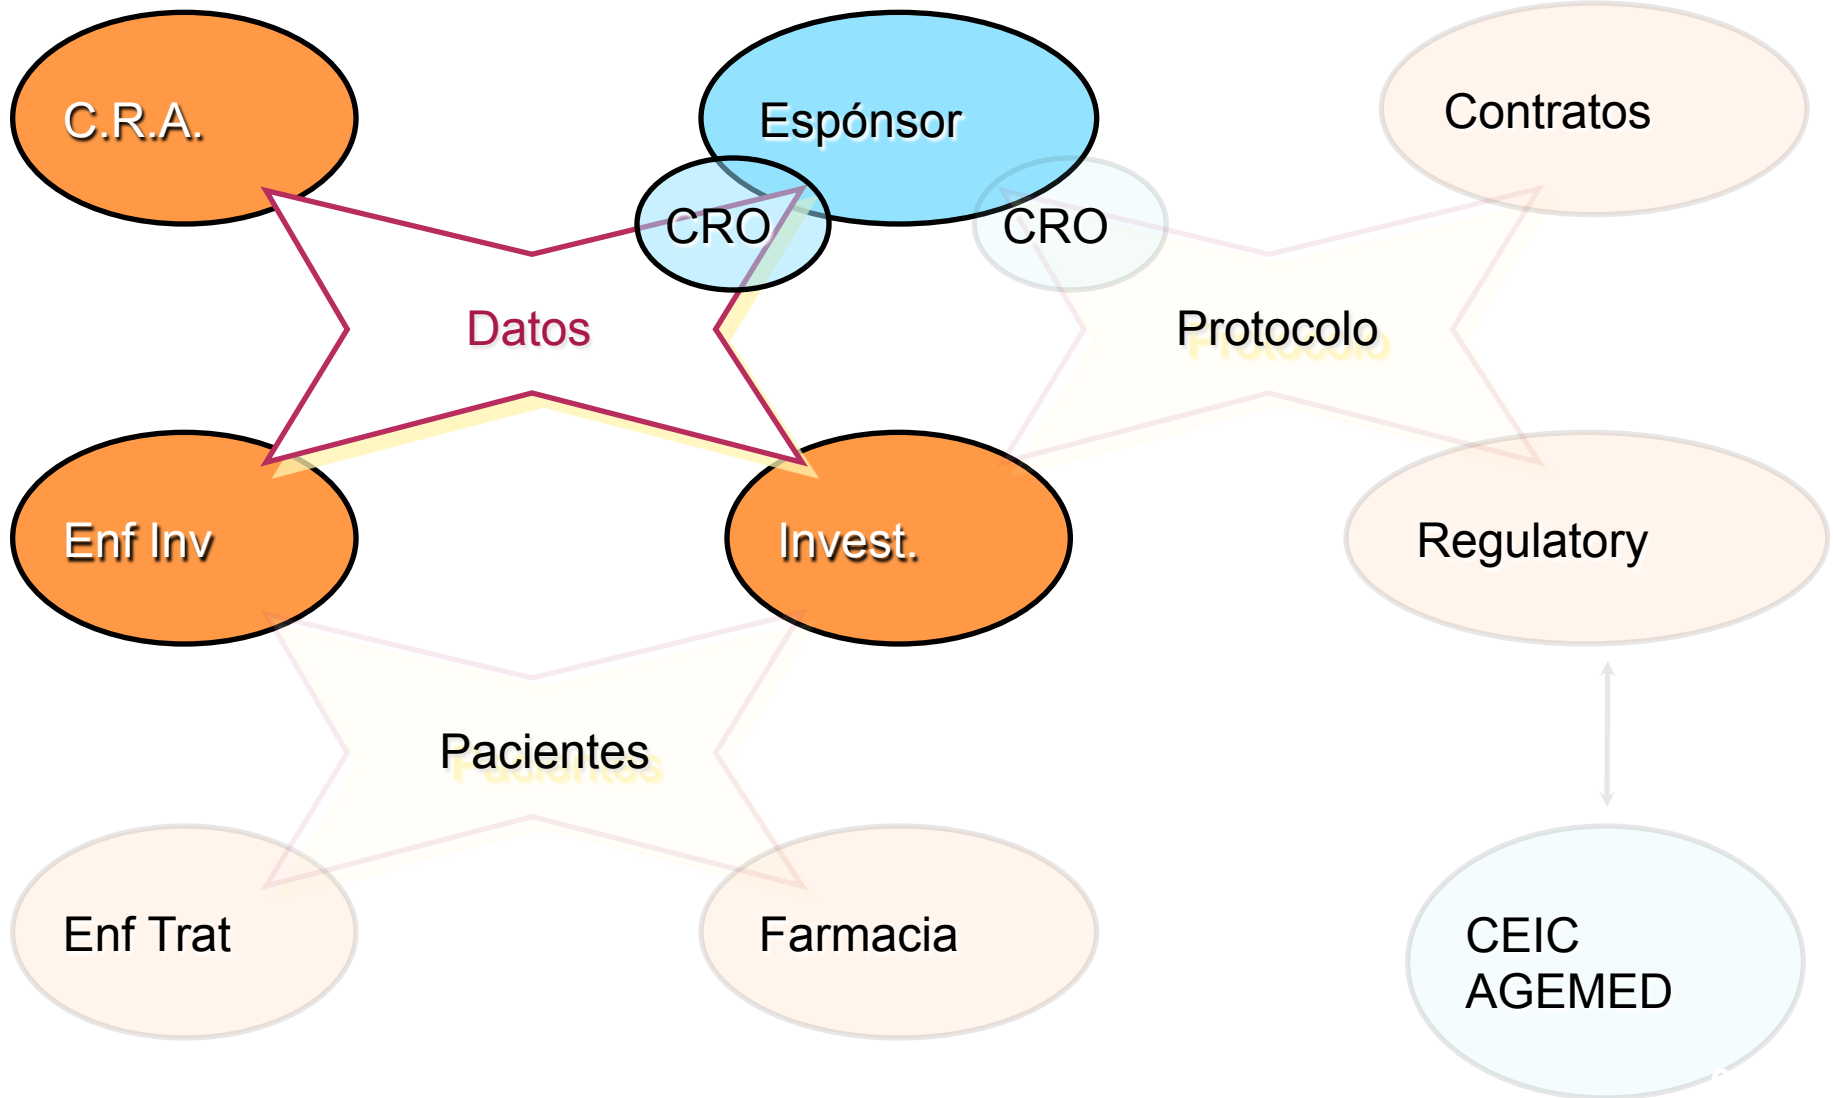 C.R.A.
Espónsor
Contratos
CRO
CRO
Datos
Protocolo
Enf Inv
Invest.
Regulatory
Pacientes
Enf Trat
Farmacia
CEIC
AGEMED